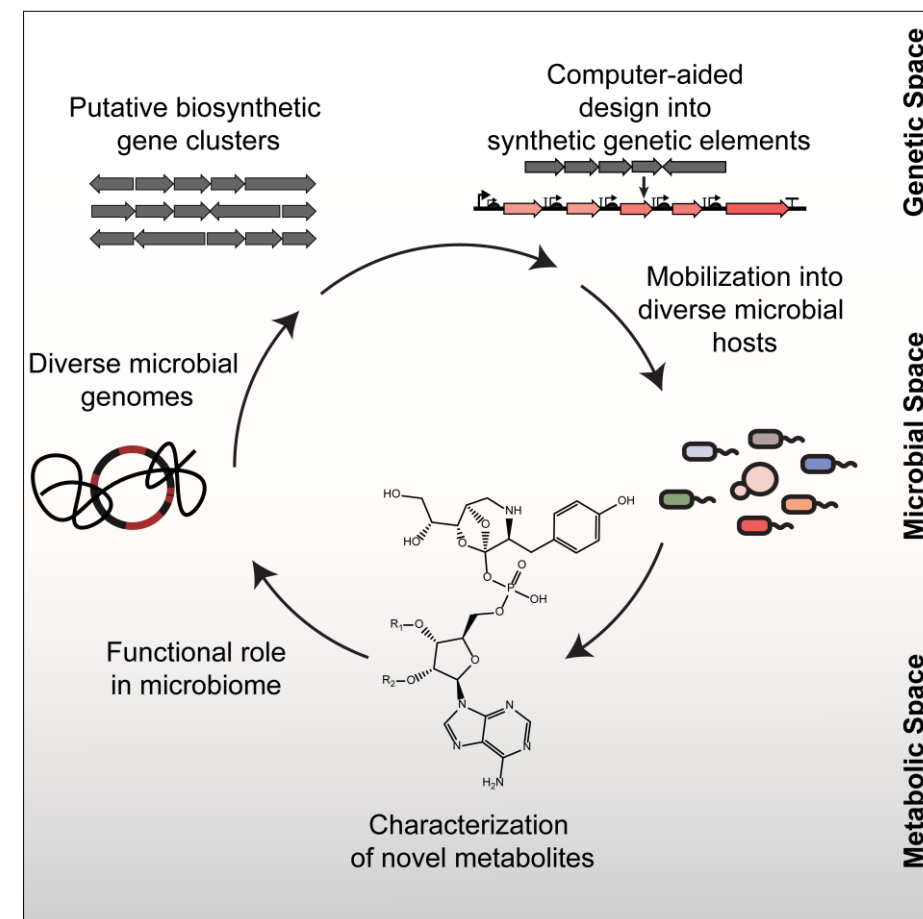 Putative biosynthetic
gene clusters
Computer-aided
design into
synthetic genetic elements
Genetic Space
Mobilization into
diverse microbial
hosts
Diverse microbial
genomes
Microbial Space
HO
HO
O
O
NH
OH
O
O
P
OH
O
R1
O
R2
O
O
N
N
N
N
H2N
Functional role
in microbiome
Characterization
of novel metabolites
Metabolic Space